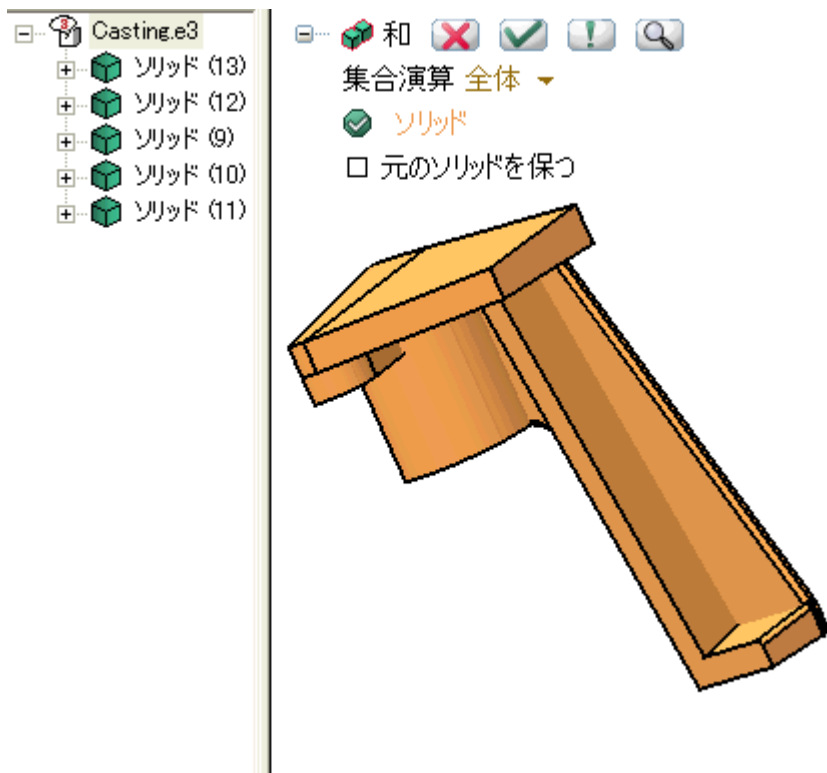 Casting.e3
ソリッド (13)
ソリッド (12)
ソリッド (9)
ソリッド (10)
ソリッド (11)
和
集合演算 全体
ソリッド
元のソリッドを保つ